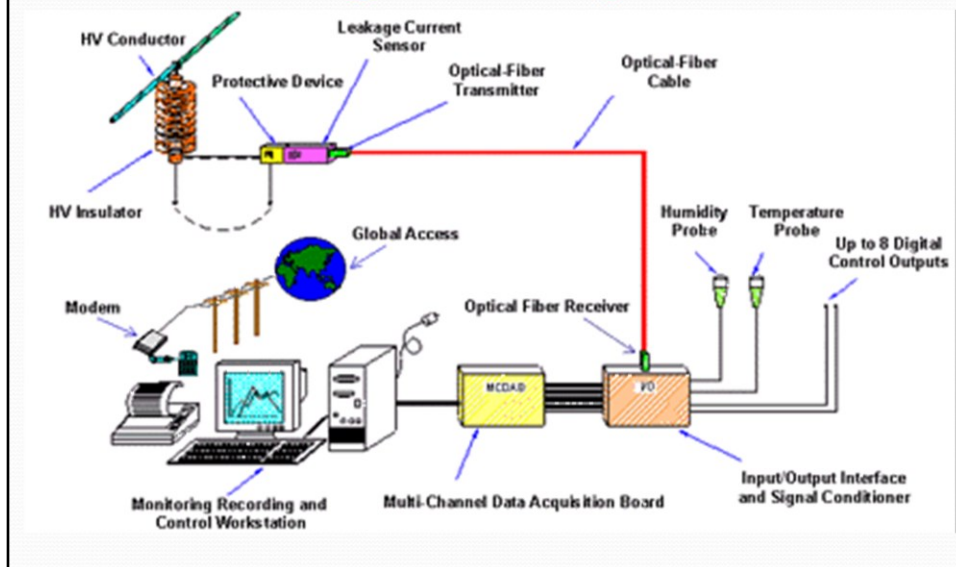 HV Conductor
Leakage Current
Sensor
Protective Device
Optical-Fiber
Transmitter
Optical-Fiber
Cable
HV Insulator
Humidity
Probe
Temperature
Probe
Up to 8 Digital
Control Outputs
Global Access
Modem
Optical Fiber Receiver
MCDAB
I/O
Monitoring Recording and
Control Workstation
Multi-Channel Data Acquisition Board
Input/Output Interface
and Signal Conditioner